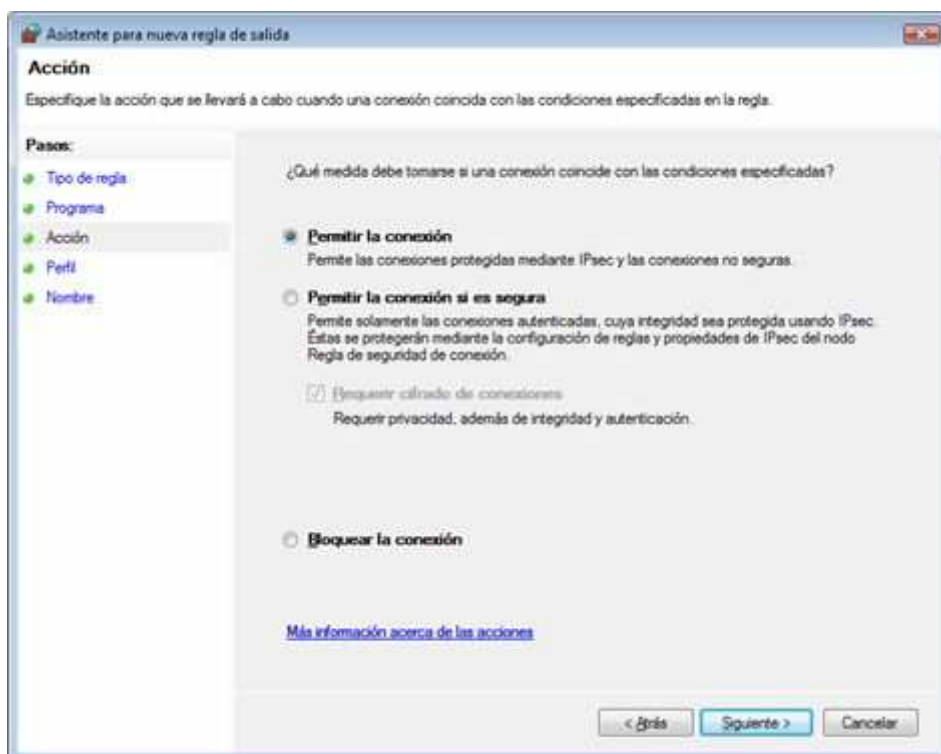 Asistente para nueva regla de salida
Acción
Especifique la acción que se llevará a cabo cuando una conexión coincida con las condiciones especificadas en la regla.
Pasos:
Tipo de regla
Programa
Acción
Perfil
Nombre
¿Qué medida debe tomarse si una conexión coincide con las condiciones especificadas?
Permitir la conexión
Permite las conexiones protegidas mediante IPsec y las conexiones no seguras.
Permitir la conexión si es segura
Permite solamente las conexiones autenticadas, cuya integridad sea protegida usando IPsec.
Éstas se protegerán mediante la configuración de reglas y propiedades de IPsec del nodo
Regla de seguridad de conexión.
Requerir cifrado de conexiones
Requerir privacidad, además de integridad y autenticación.
Bloquear la conexión
Más información acerca de las acciones
< Atrás
Siguiente >
Cancelar